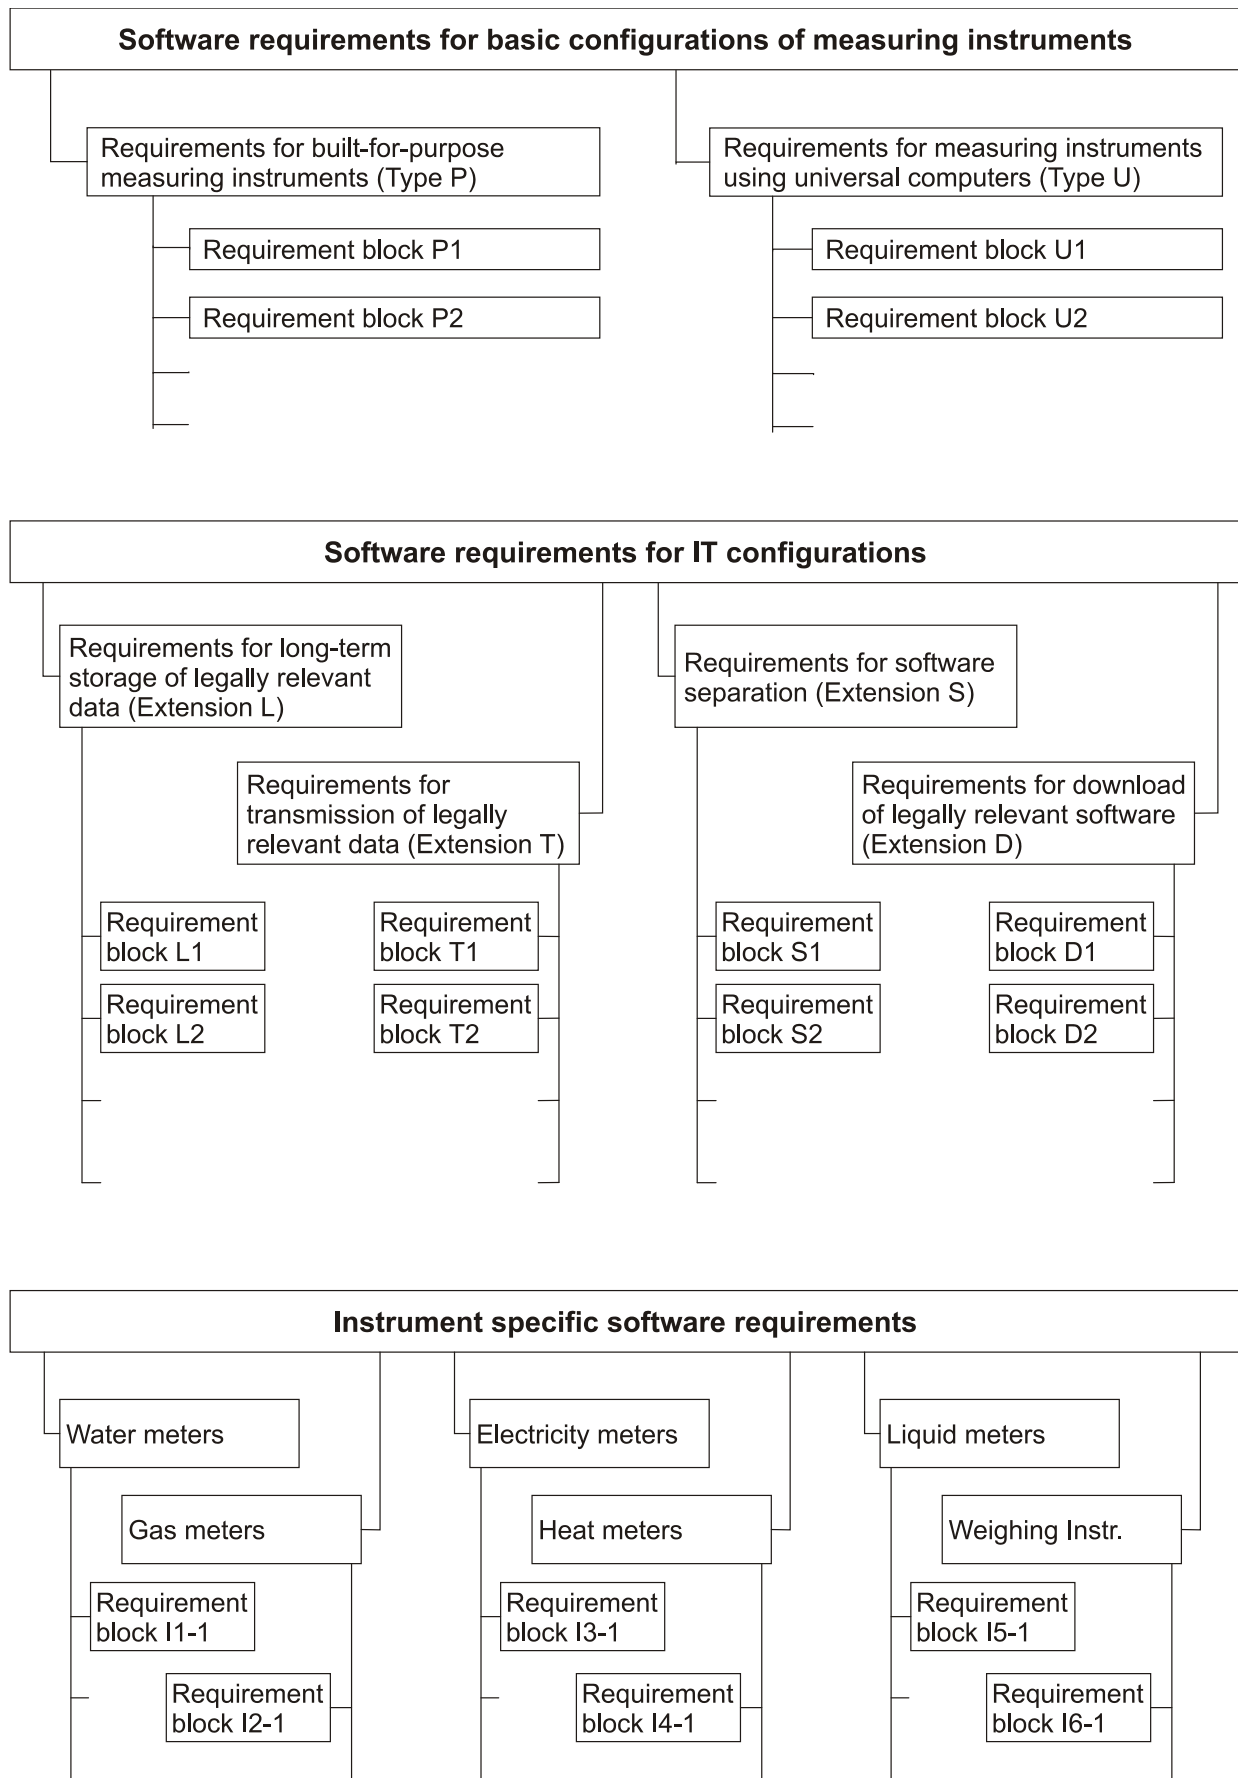 Software requirements for basic configurations of measuring instruments
Requirements for built-for-purpose
measuring instruments (Type P)
Requirement block P1
Requirement block P2
Requirements for measuring instruments
using universal computers (Type U)
Requirement block U1
Requirement block U2
Software requirements for IT configurations
Requirements for long-term
storage of legally relevant
data (Extension L)
Requirements for
transmission of legally
relevant data (Extension T)
Requirement
block L1
Requirement
block L2
Requirement
block T1
Requirement
block T2
Requirements for software
separation (Extension S)
Requirements for download
of legally relevant software
(Extension D)
Requirement
block S1
Requirement
block S2
Requirement
block D1
Requirement
block D2
Instrument specific software requirements
Water meters
Gas meters
Requirement
block I1-1
Requirement
block I2-1
Electricity meters
Heat meters
Requirement
block I3-1
Requirement
block I4-1
Liquid meters
Weighing Instr.
Requirement
block I5-1
Requirement
block I6-1